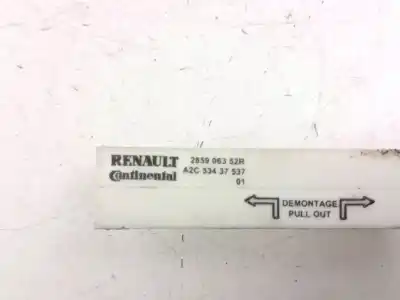 RENAULT 2859 063 52R
Continental A2C 534 37 537
01
DEMONTAGE
PULL OUT